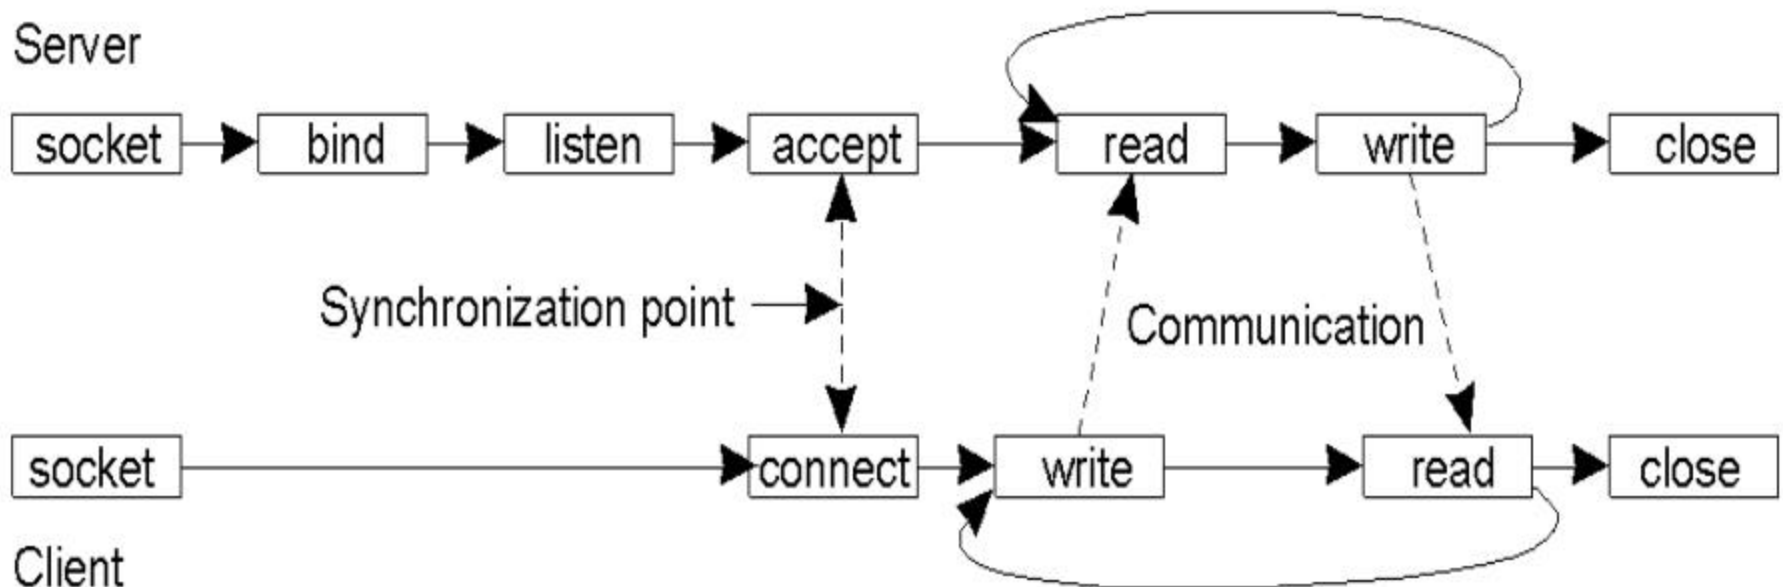 Server
socket bind listen accept read write close
Synchronization point
Communication
socket connect write read close
Client